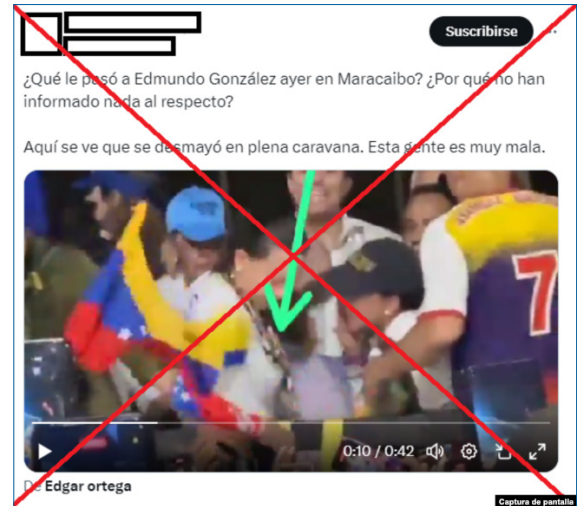 Suscribirse
¿Qué le pasó a Edmundo González ayer en Maracaibo? ¿Por qué no han
informado nada al respecto?
Aquí se ve que se desmayó en plena caravana. Esta gente es muy mala.
7
0:10 / 0:42
De Edgar ortega
Captura de pantalla